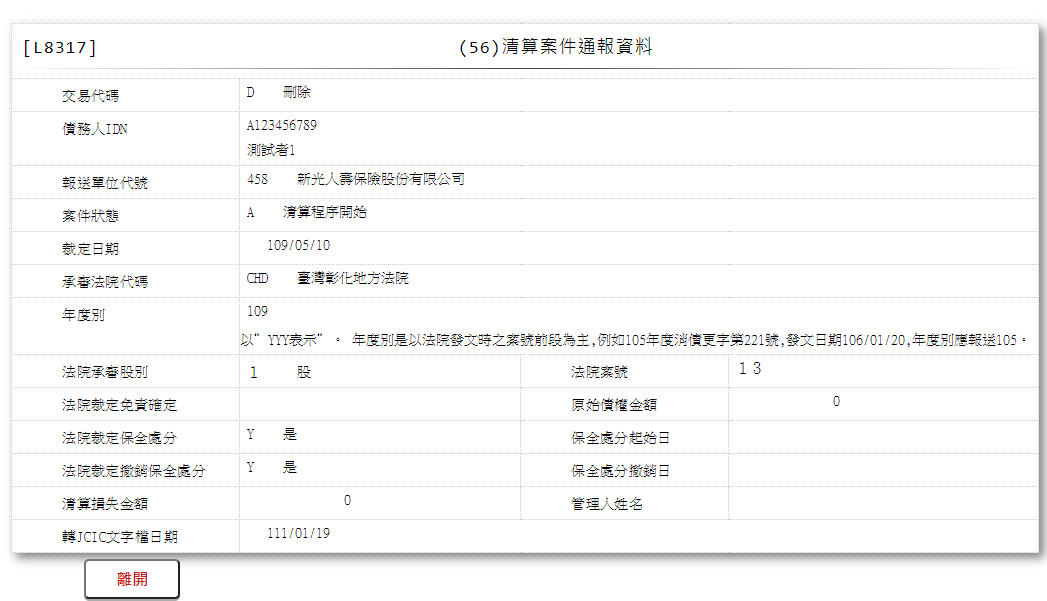 [L8317] (56)清算案件通報資料
交易代碼 D 刪除
債務人IDN A123456789
測試者1
報送單位代號 458 新光人壽保險股份有限公司
案件狀態 A 清算程序開始
裁定日期 109/05/10
承審法院代碼 CHD 臺灣彰化地方法院
年度別 109
以"YYY表示"。 年度別是以法院發文時之案號前段為主,例如105年度消債更字第221號,發文日期106/01/20,年度別應報送105。
法院承審股別 1 股 法院案號 13
法院裁定免責確定 原始債權金額 0
法院裁定保全處分 Y 是 保全處分起始日
法院裁定撤銷保全處分 Y 是 保全處分撤銷日
清算損失金額 0 管理人姓名
轉JCIC文字檔日期 111/01/19
離開